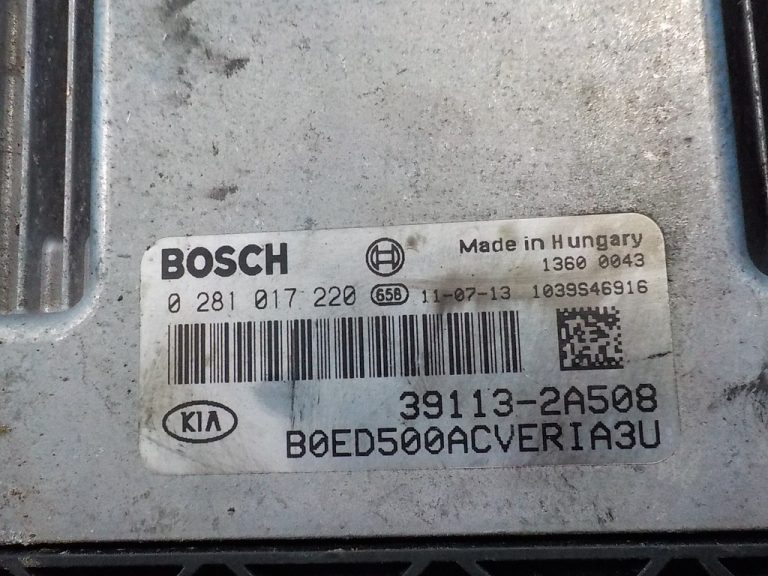 BOSCH
Made in Hungary
1360 0043
0 281 017 220 658 11-07-13 1039S46916
39113-2A508
KIA
B0ED500ACVERIA3U